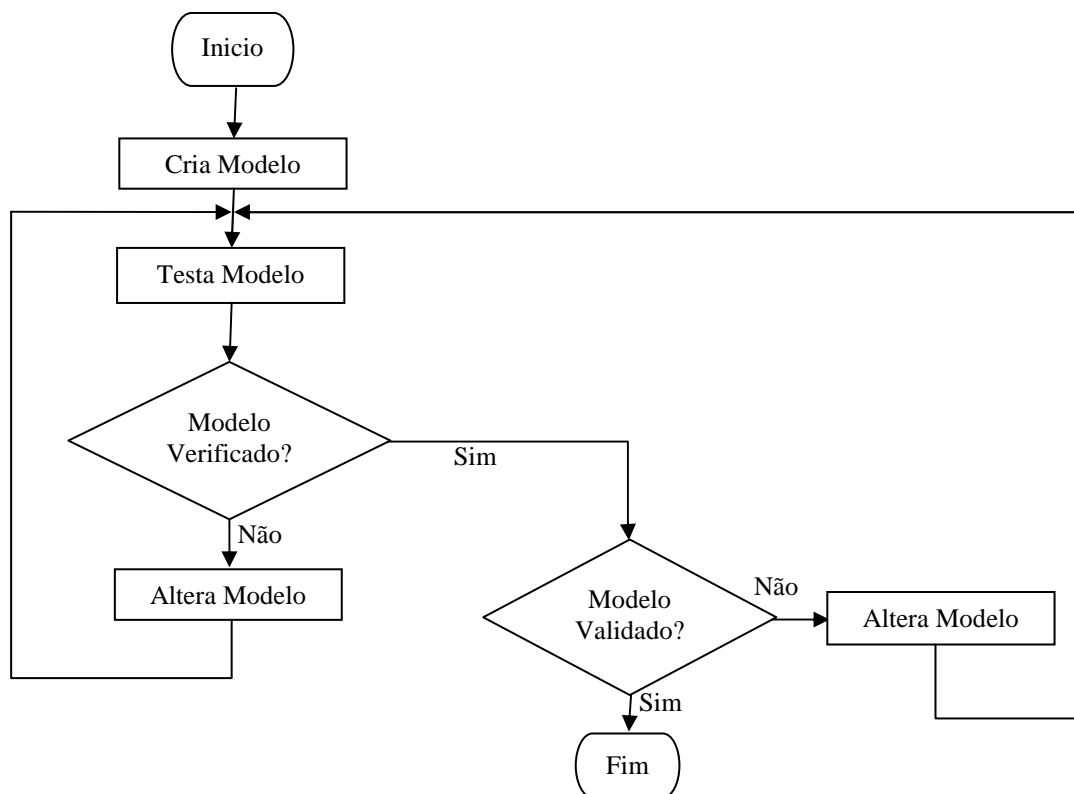 Inicio
Cria Modelo
Testa Modelo
Modelo
Verificado?
Sim
Não
Altera Modelo
Modelo
Validado?
Não
Altera Modelo
Sim
Fim